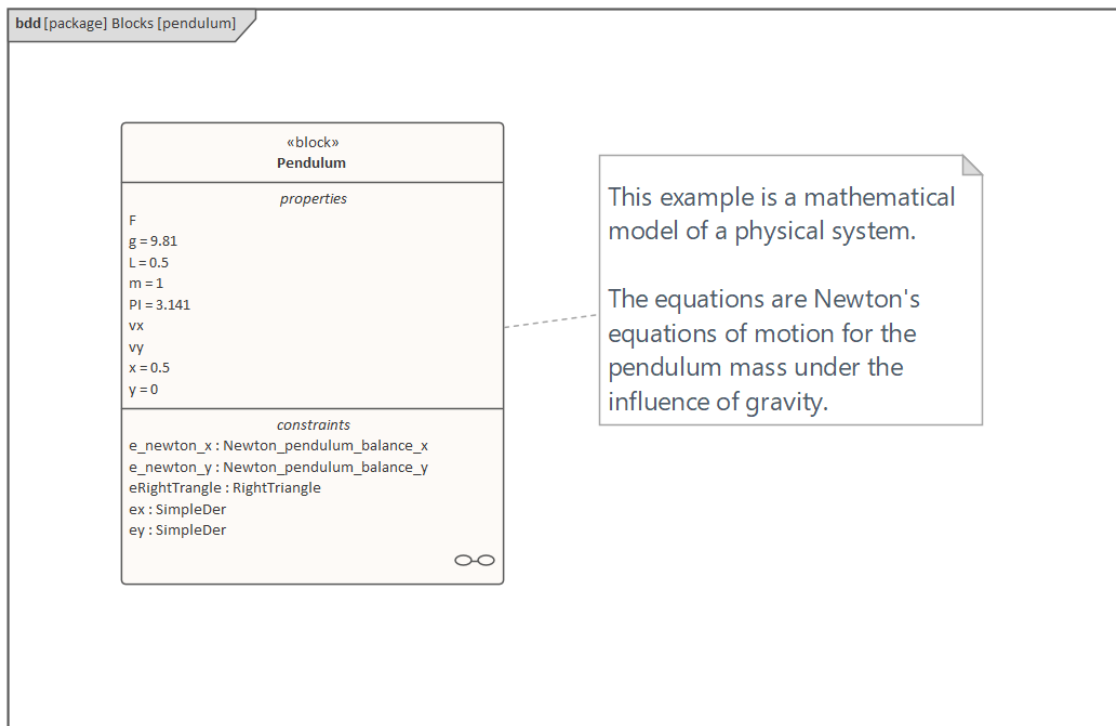 bdd [package] Blocks [pendulum]
«block»
Pendulum
properties
F
g = 9.81
L = 0.5
m = 1
PI = 3.141
vx
vy
x = 0.5
y = 0
constraints
e_newton_x : Newton_pendulum_balance_x
e_newton_y : Newton_pendulum_balance_y
eRightTrangle : RightTriangle
ex : SimpleDer
ey : SimpleDer
This example is a mathematical
model of a physical system.
The equations are Newton's
equations of motion for the
pendulum mass under the
influence of gravity.